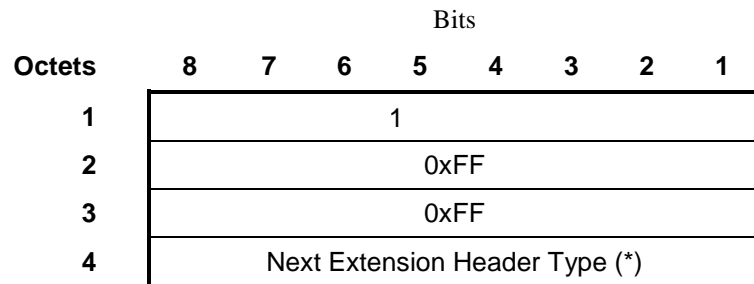 Bits
Octets 8 7 6 5 4 3 2 1
1 1
2 0xFF
3 0xFF
4 Next Extension Header Type (*)